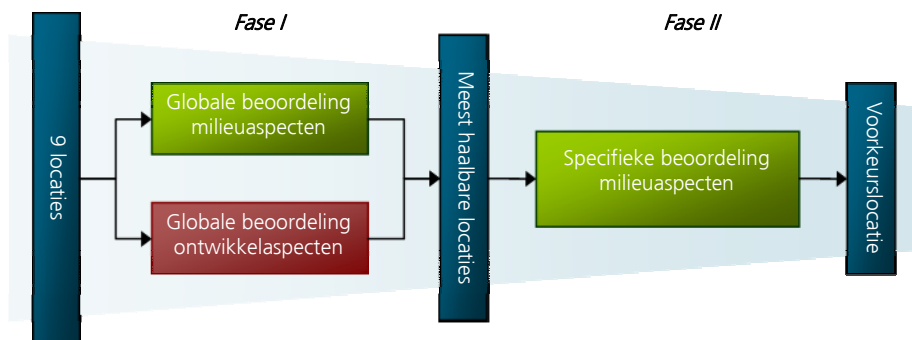 Fase I
Fase II
9 locaties
Globale beoordeling
milieuaspecten
Globale beoordeling
ontwikkelaspecten
Meest haalbare locaties
Specifieke beoordeling
milieuaspecten
Voorkeurslocatie